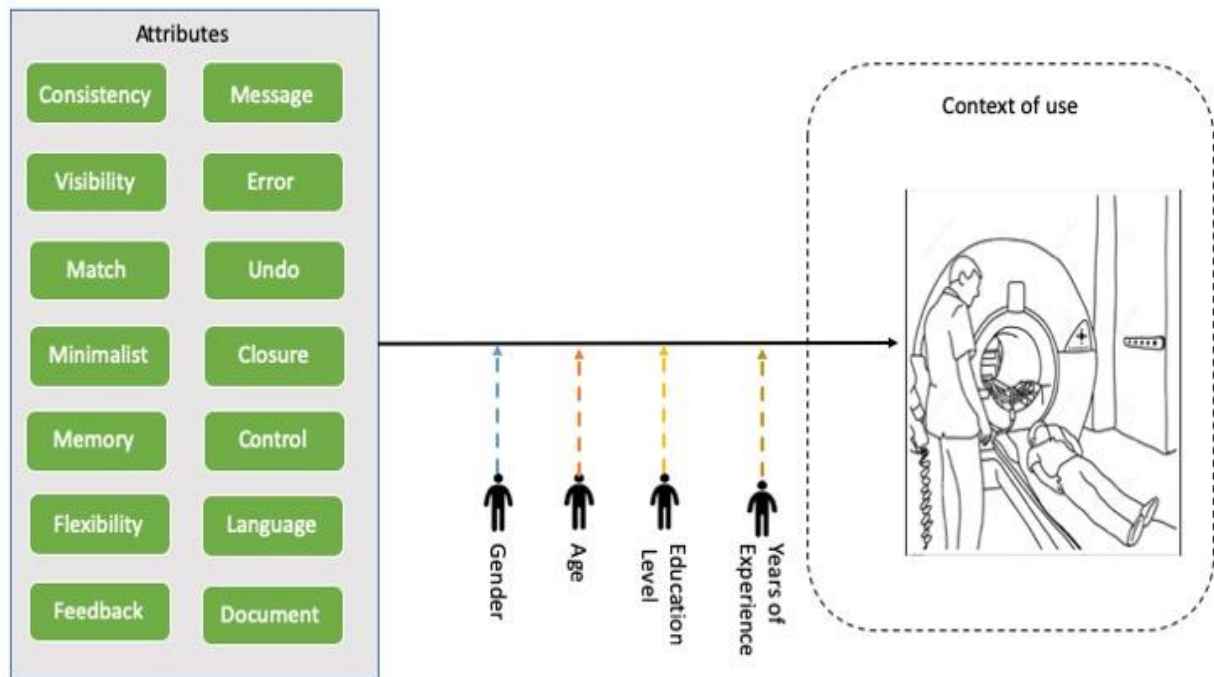 Attributes
Consistency
Message
Visibility
Error
Match
Undo
Minimalist
Closure
Memory
Control
Flexibility
Language
Feedback
Document
Gender
Age
Education
Level
Years of
Experience
Context of use